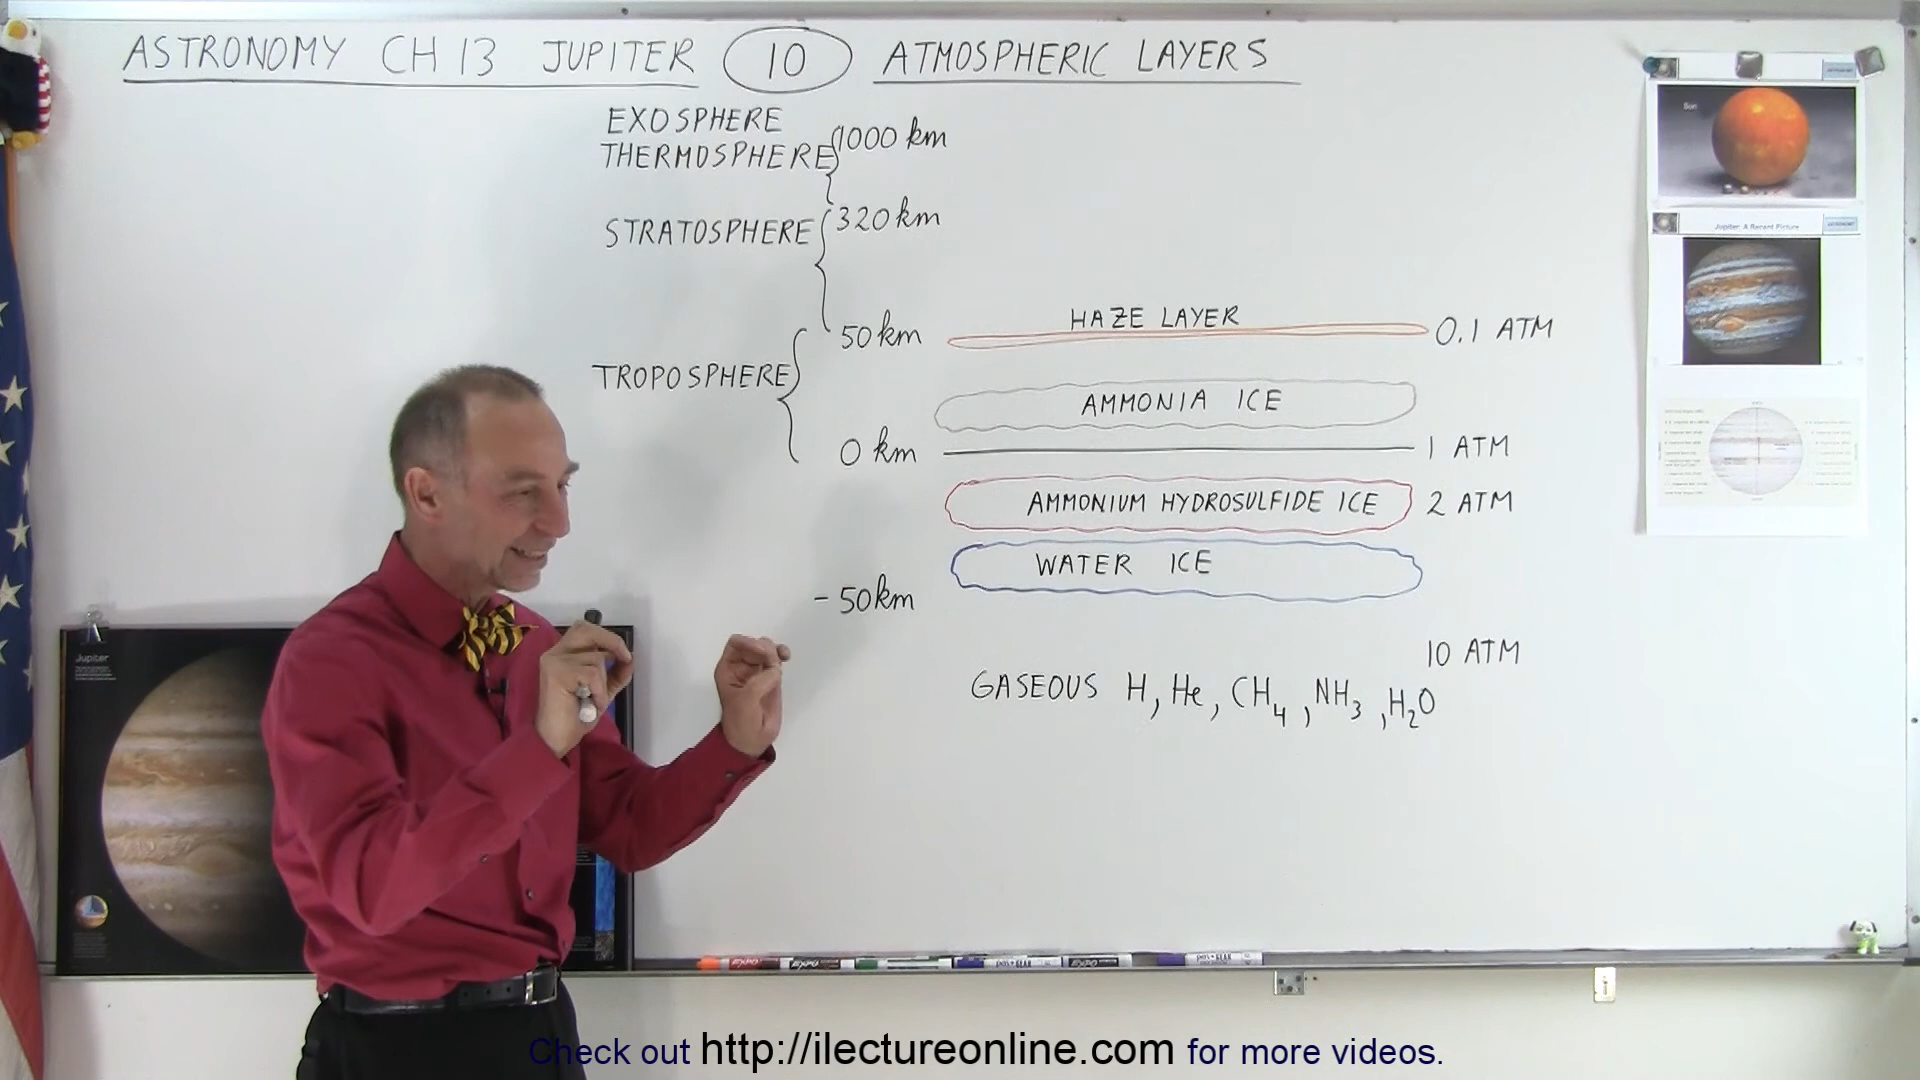 ASTRONOMY CH 13 JUPITER 10 ATMOSPHERIC LAYERS
EXOSPHERE
THERMOSPHERE 1000 km
STRATOSPHERE 320 km
50 km HAZE LAYER 0.1 ATM
TROPOSPHERE
AMMONIA ICE
0 km 1 ATM
AMMONIUM HYDROSULFIDE ICE 2 ATM
WATER ICE
- 50 km
10 ATM
GASEOUS H, He, CH4, NH3, H2O
Sun
Jupiter: A Recent Picture
Jupiter
Check out http://ilectureonline.com for more videos.